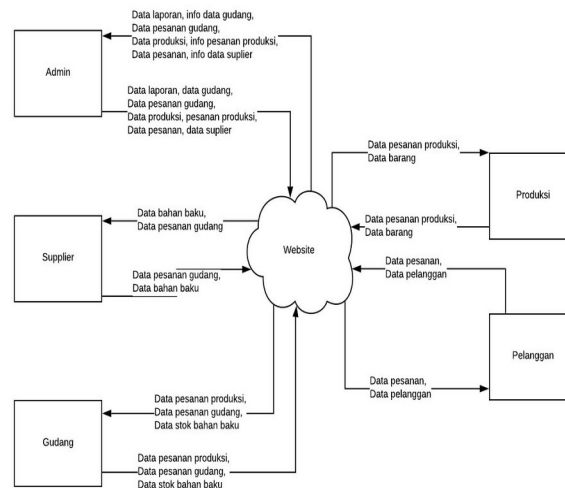 Data laporan, info data gudang,
Data pesanan gudang,
Data produksi, info pesanan produksi,
Data pesanan, info data suplier
Admin
Data laporan, data gudang,
Data pesanan gudang,
Data produksi, pesanan produksi,
Data pesanan, data suplier
Data pesanan produksi,
Data barang
Produksi
Data pesanan produksi,
Data barang
Data bahan baku,
Data pesanan gudang
Supplier
Website
Data pesanan gudang,
Data bahan baku
Data pesanan,
Data pelanggan
Pelanggan
Data pesanan,
Data pelanggan
Data pesanan produksi,
Data pesanan gudang,
Data stok bahan baku
Gudang
Data pesanan produksi,
Data pesanan gudang,
Data stok bahan baku